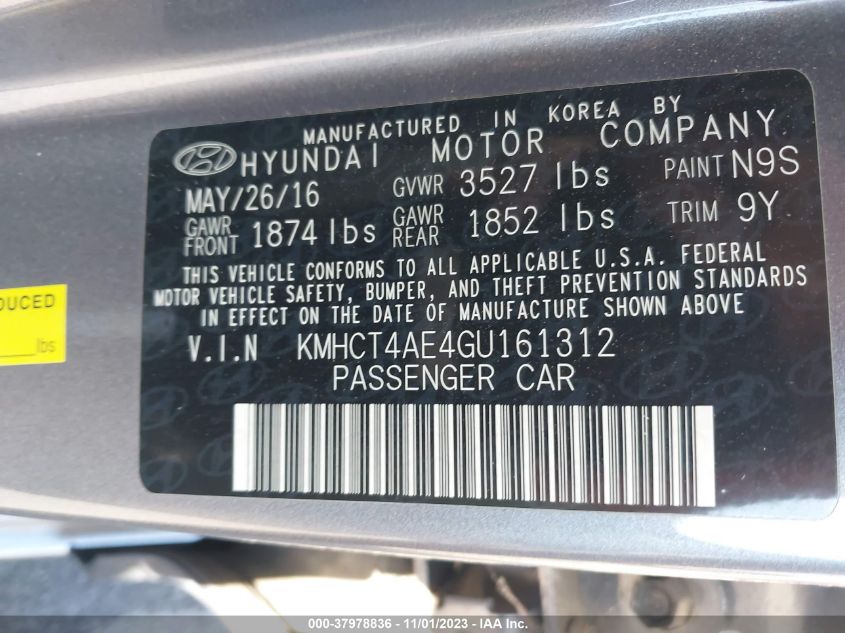 MANUFACTURED IN KOREA BY
HYUNDAI MOTOR COMPANY
MAY/26/16 GVWR 3527 lbs PAINT N9S
GAWR FRONT 1874 lbs GAWR REAR 1852 lbs TRIM 9Y
THIS VEHICLE CONFORMS TO ALL APPLICABLE U.S.A. FEDERAL
MOTOR VEHICLE SAFETY, BUMPER, AND THEFT PREVENTION STANDARDS
IN EFFECT ON THE DATE OF MANUFACTURE SHOWN ABOVE
V.I.N KMHCT4AE4GU161312
PASSENGER CAR
DUCED
lbs
000-37978836 - 11/01/2023 - IAA Inc.